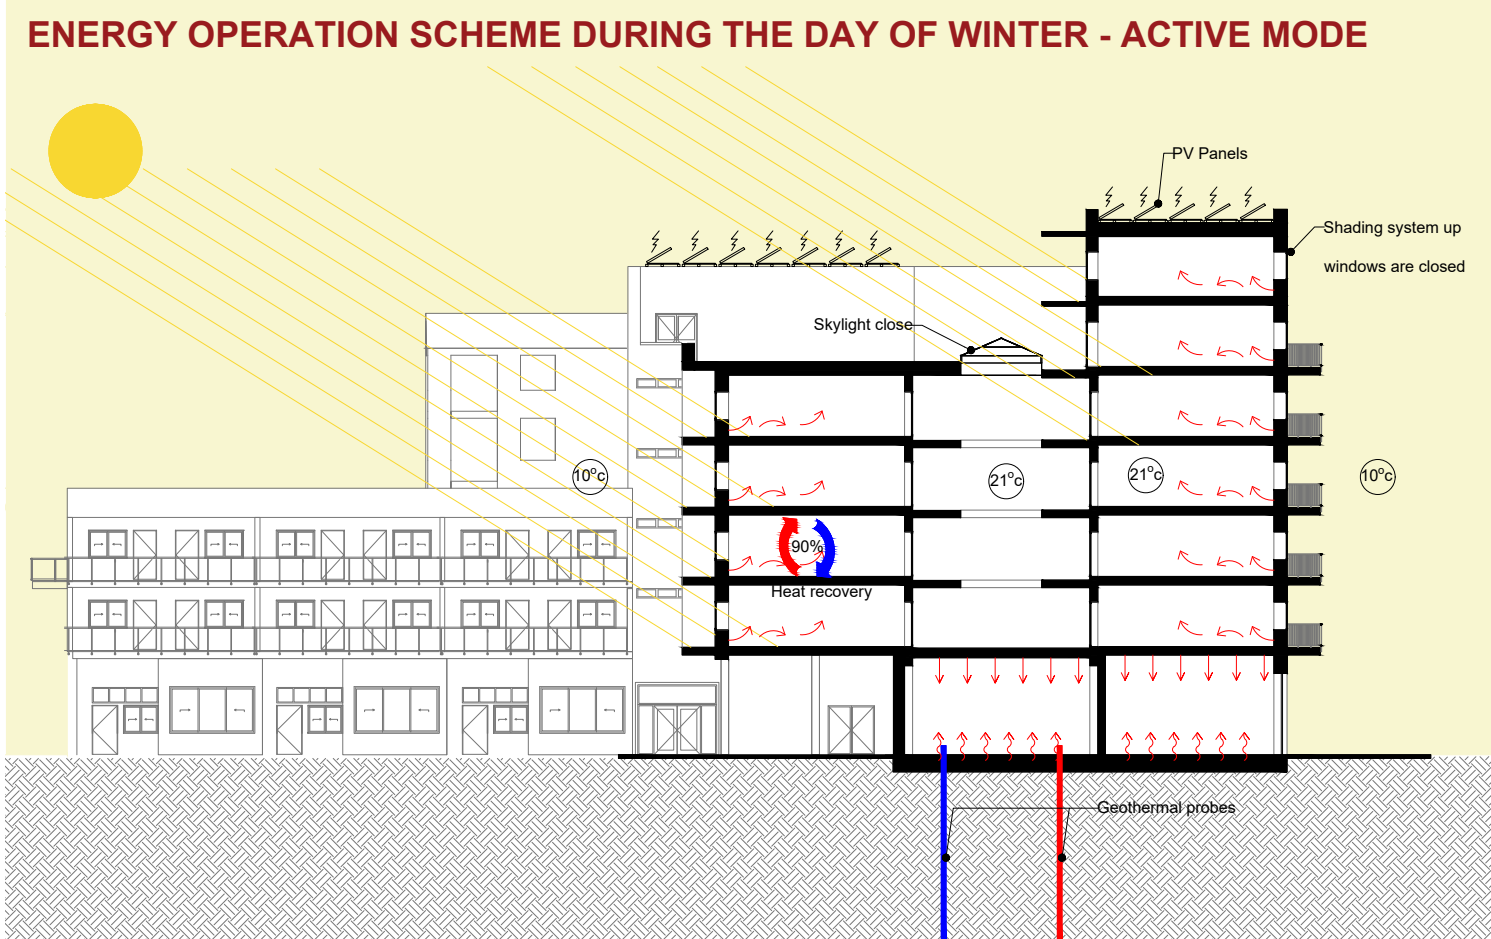 ENERGY OPERATION SCHEME DURING THE DAY OF WINTER - ACTIVE MODE
PV Panels
Shading system up
windows are closed
Skylight close
10°c
21°c
21°c
10°c
90%
Heat recovery
Geothermal probes